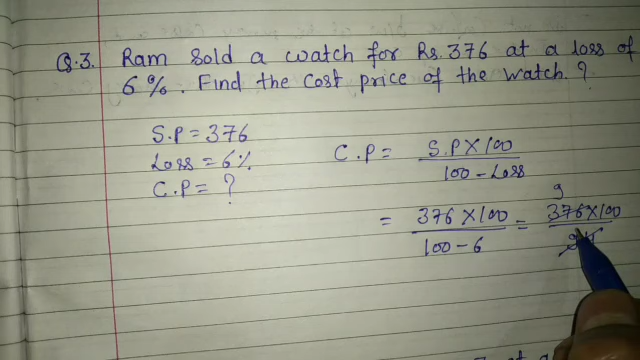 Q.3. Ram sold a watch for Rs. 376 at a loss of
6%. Find the cost price of the watch ?
S.P = 376
Loss = 6%
C.P = ?
C.P = S.P × 100 / 100 - Loss
= 376 × 100 / 100 - 6 = 376 × 100 /